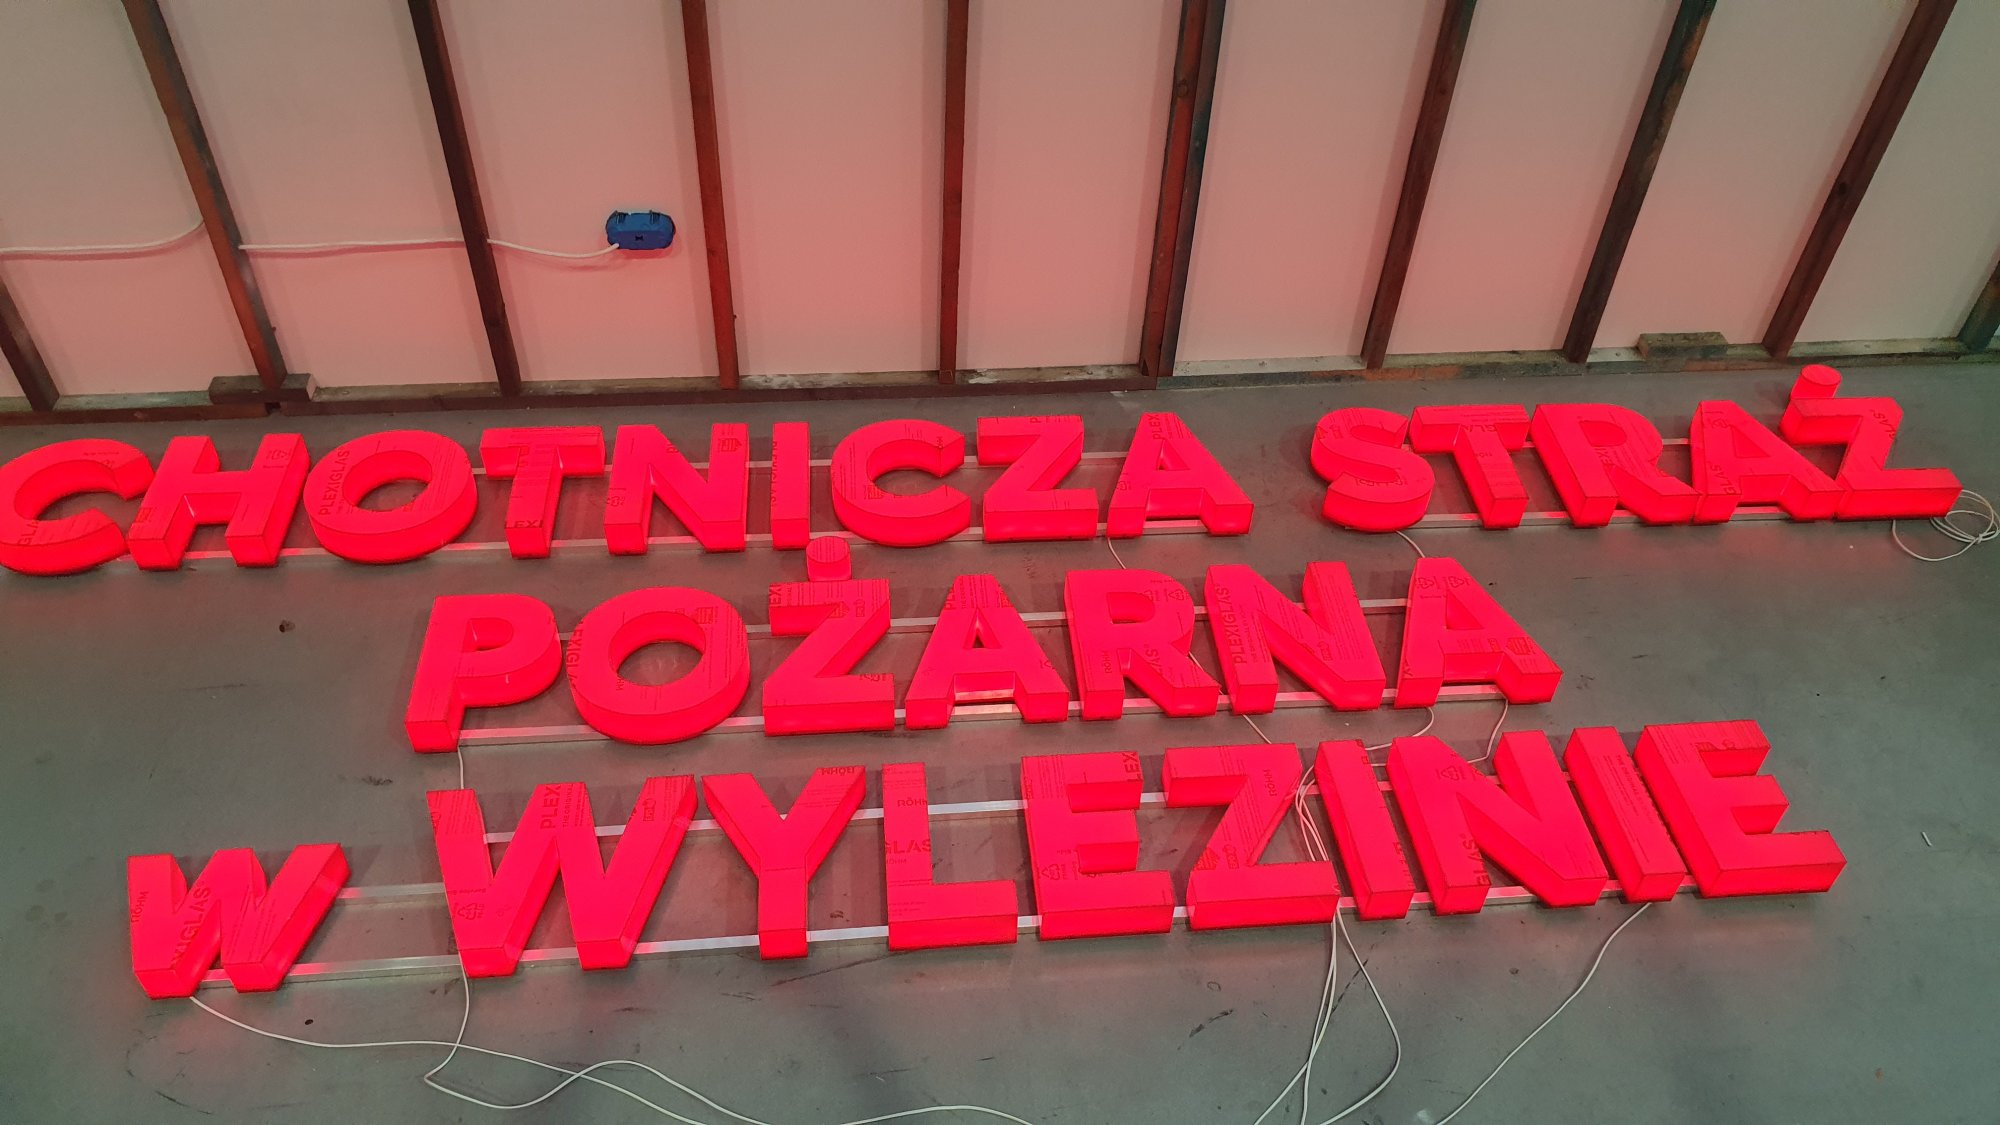 CHOTNICZA STRAŻ
POŻARNA
w WYLEZINIE